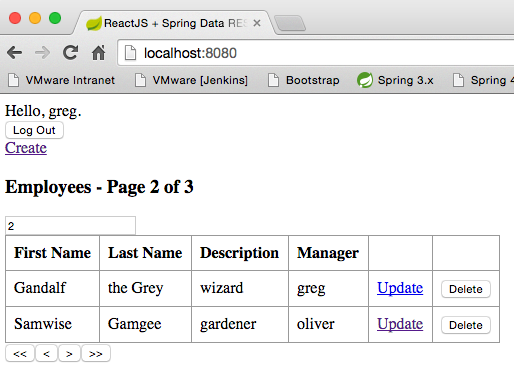 ReactJS + Spring Data RES
localhost:8080
VMware Intranet VMware [Jenkins] Bootstrap Spring 3.x Spring 4
Hello, greg.
Log Out
Create
Employees - Page 2 of 3
2
First Name Last Name Description Manager
Gandalf the Grey wizard greg Update Delete
Samwise Gamgee gardener oliver Update Delete
<< < > >>